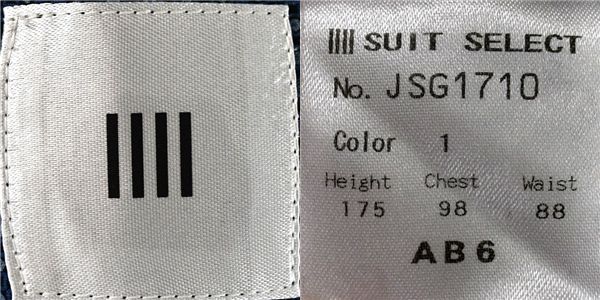 SUIT SELECT
No. JSG1710
Color 1
Height Chest Waist
175 98 88
AB6